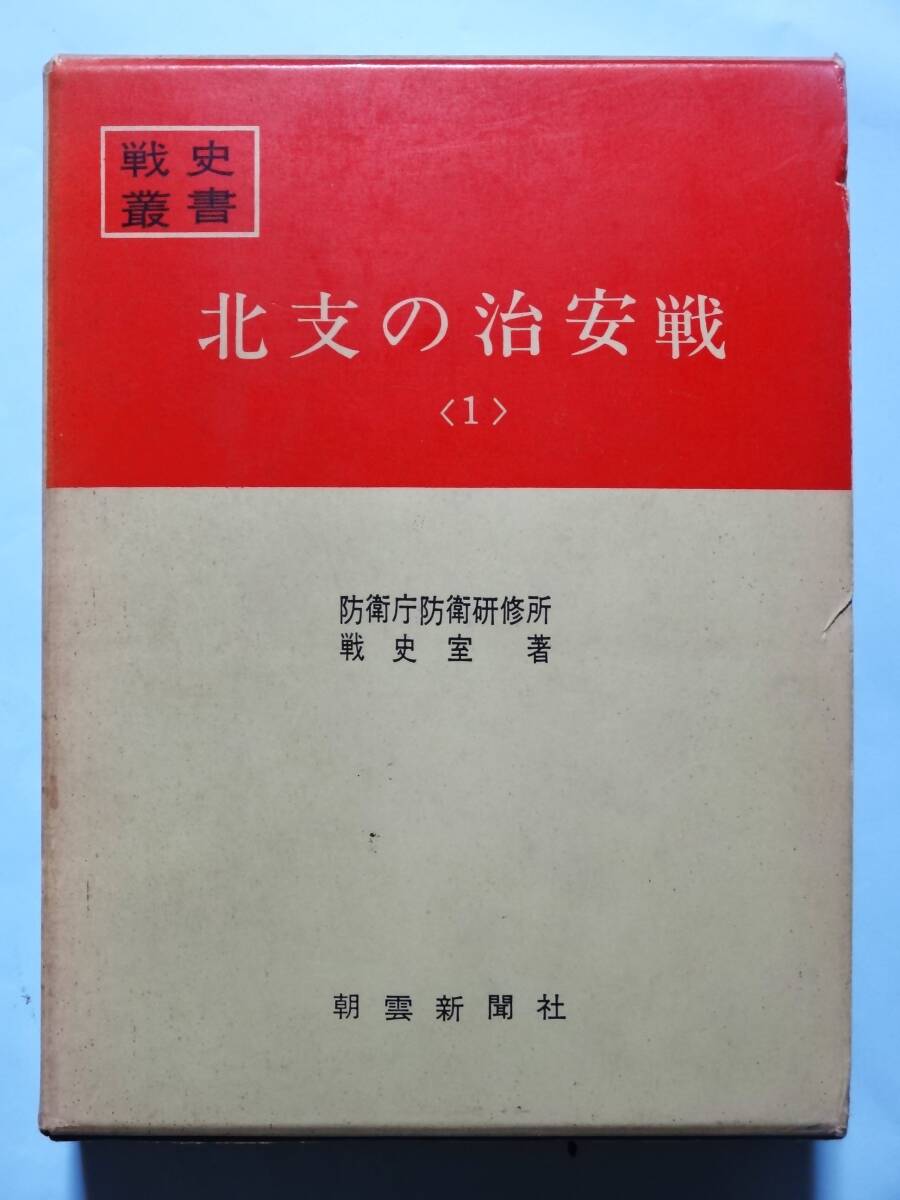 戦史
叢書
北支の治安戦
〈1〉
防衛庁防衛研修所
戦史室 著
朝雲新聞社